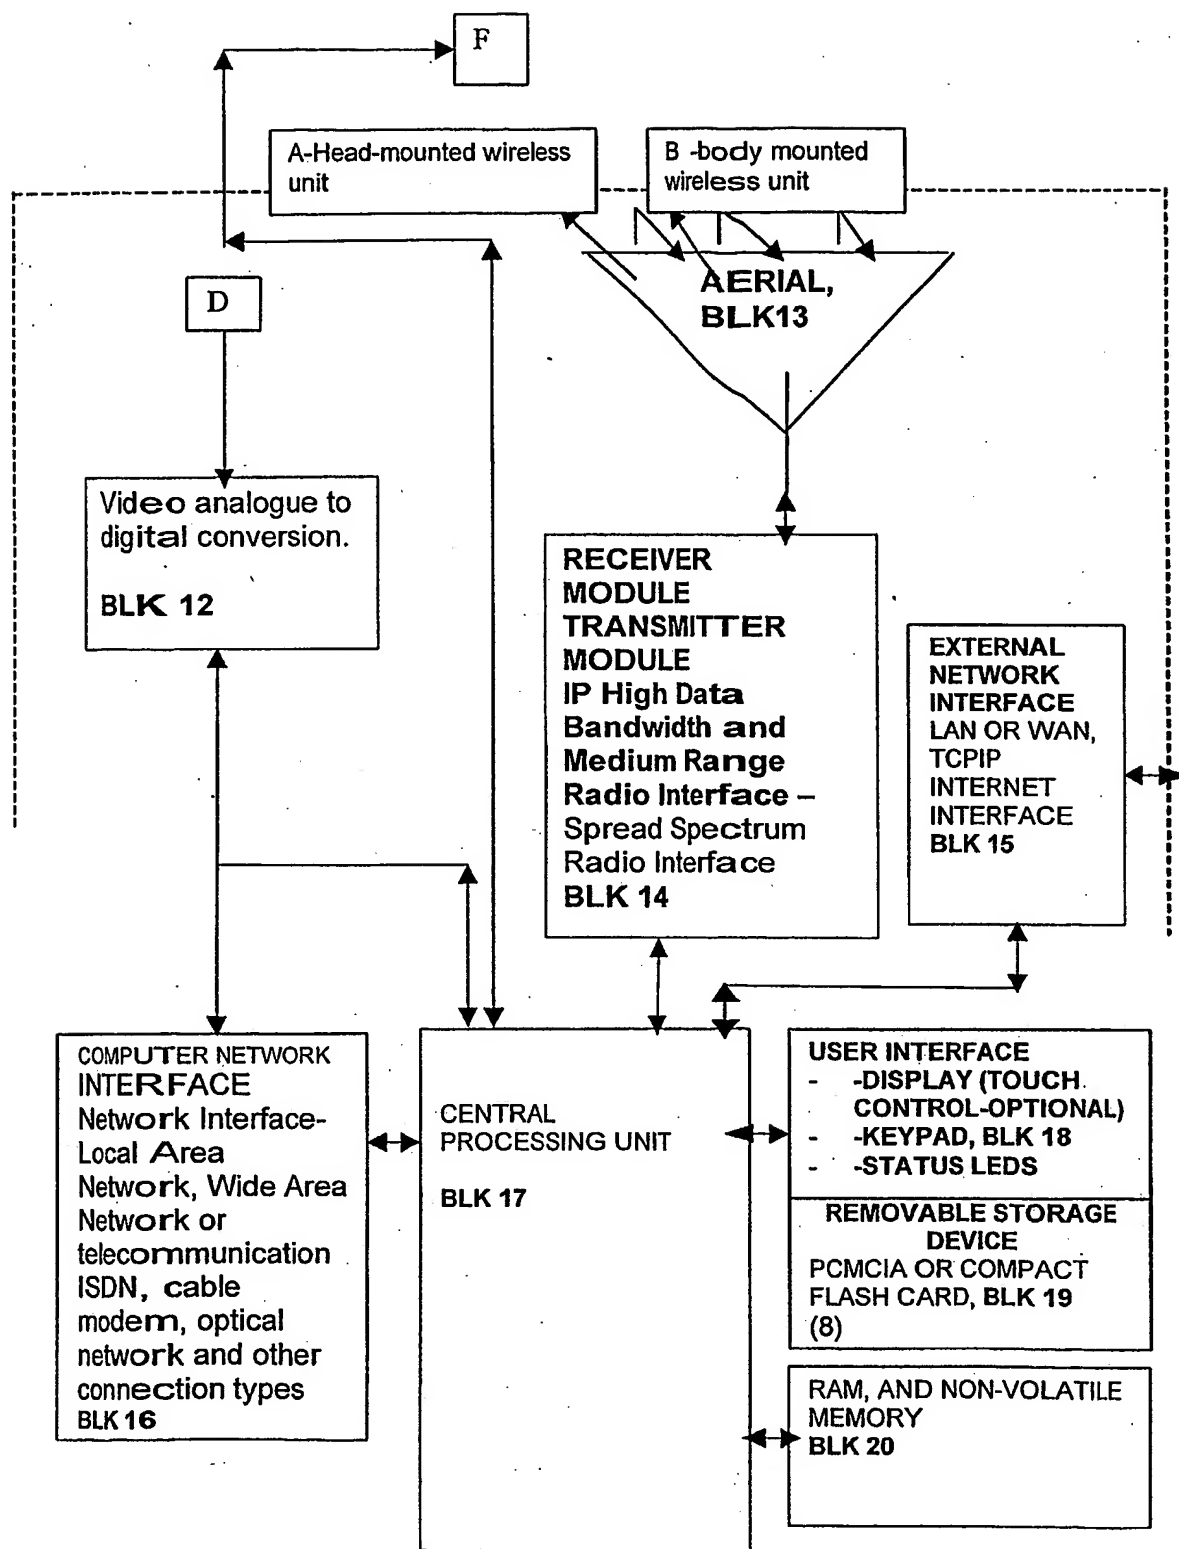 F
A-Head-mounted wireless
unit
B -body mounted
wireless unit
D
AERIAL,
BLK13
Video analogue to
digital conversion.
BLK 12
RECEIVER
MODULE
TRANSMITTER
MODULE
IP High Data
Bandwidth and
Medium Range
Radio Interface –
Spread Spectrum
Radio Interface
BLK 14
EXTERNAL
NETWORK
INTERFACE
LAN OR WAN,
TCPIP
INTERNET
INTERFACE
BLK 15
COMPUTER NETWORK
INTERFACE
Network Interface-
Local Area
Network, Wide Area
Network or
telecommunication
ISDN, cable
modem, optical
network and other
connection types
BLK 16
CENTRAL
PROCESSING UNIT
BLK 17
USER INTERFACE
- -DISPLAY (TOUCH
CONTROL-OPTIONAL)
- -KEYPAD, BLK 18
- -STATUS LEDS
REMOVABLE STORAGE
DEVICE
PCMCIA OR COMPACT
FLASH CARD, BLK 19
(8)
RAM, AND NON-VOLATILE
MEMORY
BLK 20